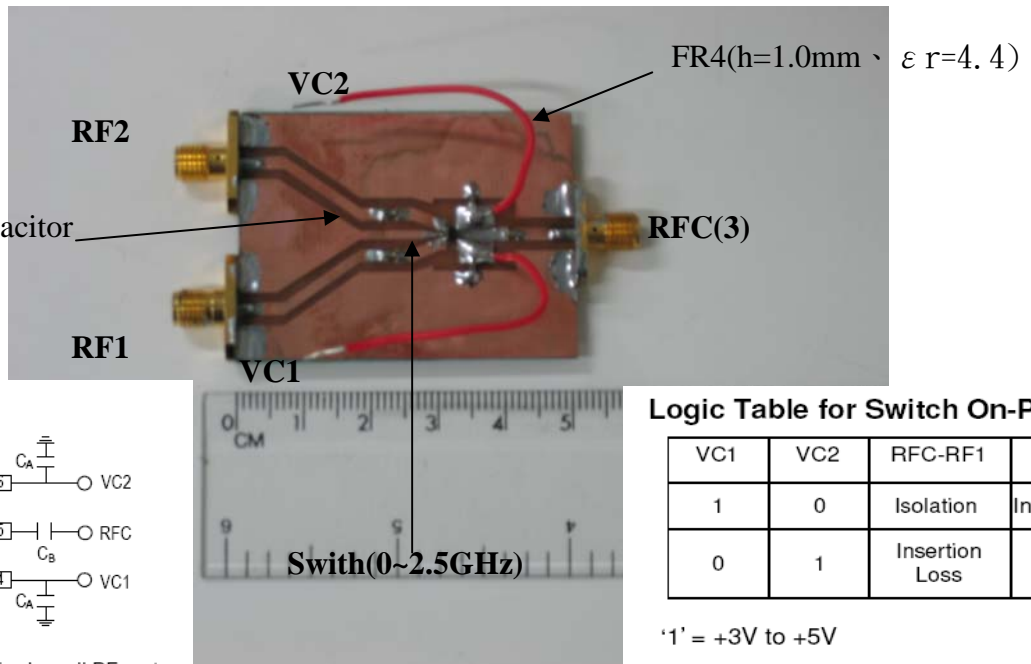 FR4(h=1.0mm、εr=4.4)
VC2
RF2
acitor
RFC(3)
RF1
VC1
0 1 2 3 4 5
CM
6 5 4
Swith(0~2.5GHz)
CA
VC2
RFC
CB
4
VC1
CA
Logic Table for Switch On-P
VC1 VC2 RFC-RF1
1 0 Isolation In
0 1 Insertion
Loss
‘1’ = +3V to +5V